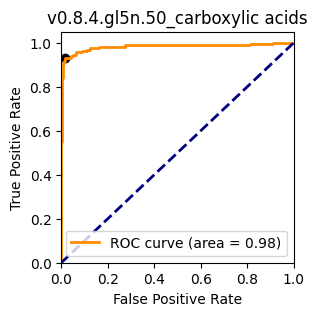 v0.8.4.gl5n.50_carboxylic acids
True Positive Rate
1.0
0.8
0.6
0.4
0.2
0.0
ROC curve (area = 0.98)
0.0 0.2 0.4 0.6 0.8 1.0
False Positive Rate